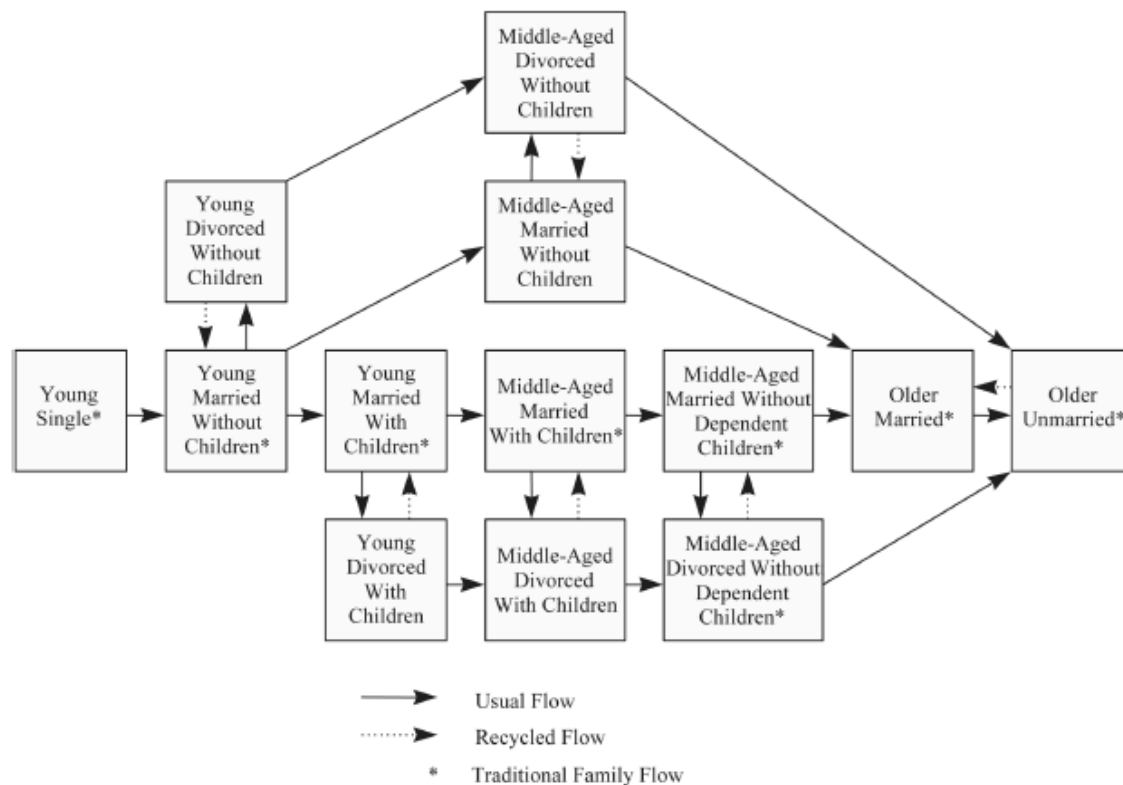 Middle-Aged
Divorced
Without
Children
Young
Divorced
Without
Children
Middle-Aged
Married
Without
Children
Young
Single*
Young
Married
Without
Children*
Young
Married
With
Children*
Middle-Aged
Married
With Children*
Middle-Aged
Married Without
Dependent
Children*
Older
Married*
Older
Unmarried*
Young
Divorced
With
Children
Middle-Aged
Divorced
With Children
Middle-Aged
Divorced Without
Dependent
Children*
Usual Flow
Recycled Flow
* Traditional Family Flow